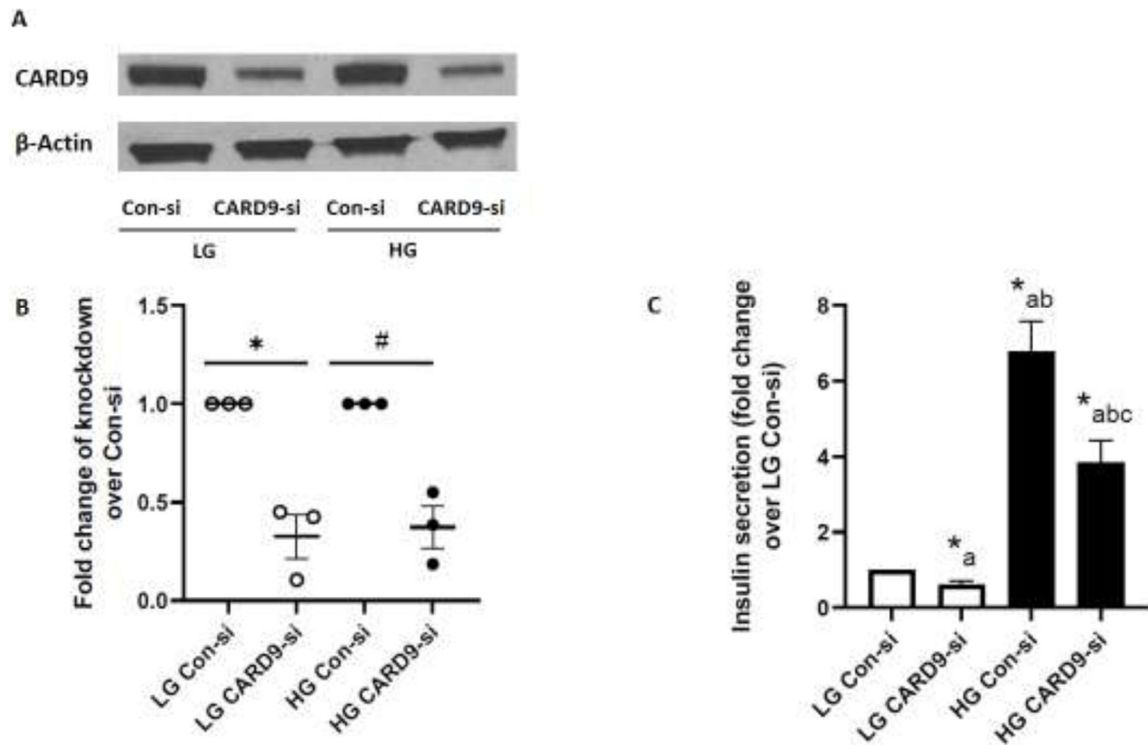 A
CARD9
β-Actin
Con-si CARD9-si Con-si CARD9-si
LG HG
B
Fold change of knockdown
over Con-si
1.5
1.0
0.5
0.0
*
#
LG Con-si
LG CARD9-si
HG Con-si
HG CARD9-si
C
Insulin secretion (fold change
over LG Con-si)
8
6
4
2
0
*a
*ab
*abc
LG Con-si
LG CARD9-si
HG Con-si
HG CARD9-si